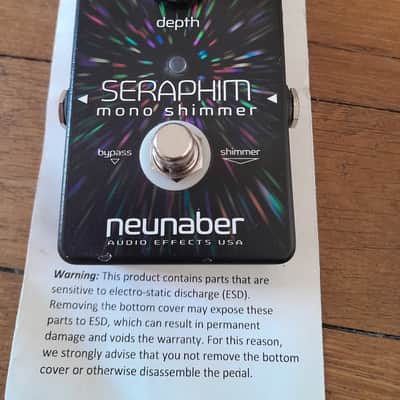 depth
SERAPHIM
mono shimmer
bypass shimmer
neunaber
AUDIO EFFECTS USA
Warning: This product contains parts that are
sensitive to electro-static discharge (ESD).
Removing the bottom cover may expose these
parts to ESD, which can result in permanent
damage and voids the warranty. For this reason,
we strongly advise that you not remove the bottom
cover or otherwise disassemble the pedal.